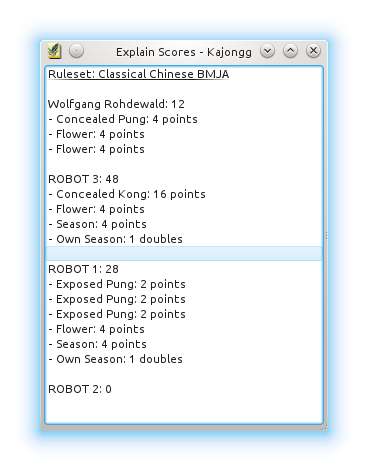 Explain Scores - Kajongg
Ruleset: Classical Chinese BMJA
Wolfgang Rohdewald: 12
- Concealed Pung: 4 points
- Flower: 4 points
- Flower: 4 points
ROBOT 3: 48
- Concealed Kong: 16 points
- Flower: 4 points
- Season: 4 points
- Own Season: 1 doubles
ROBOT 1: 28
- Exposed Pung: 2 points
- Exposed Pung: 2 points
- Exposed Pung: 2 points
- Flower: 4 points
- Season: 4 points
- Own Season: 1 doubles
ROBOT 2: 0